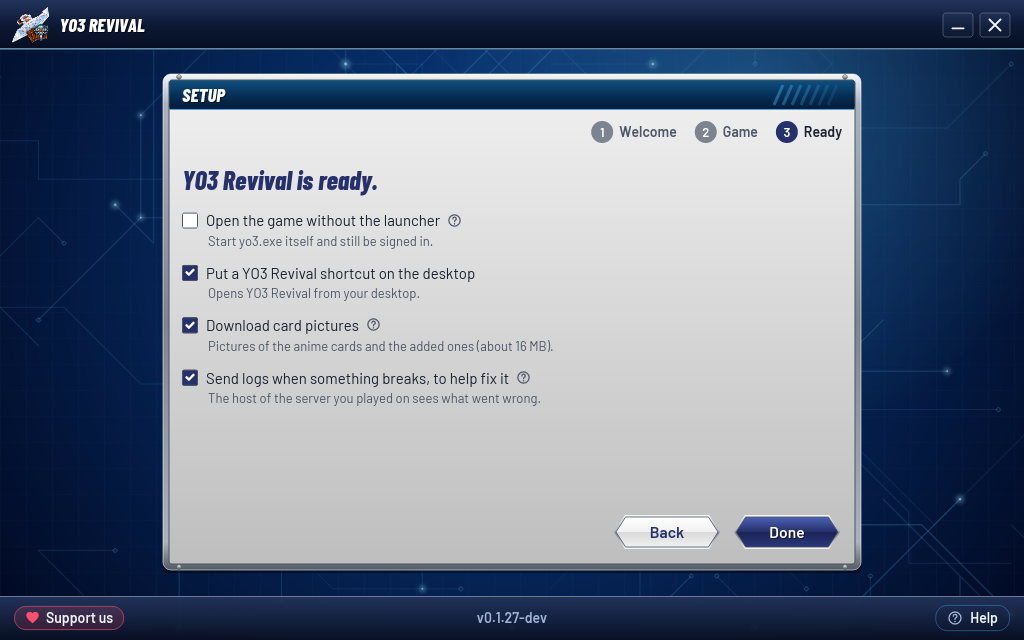 YO3 REVIVAL
SETUP
1 Welcome 2 Game 3 Ready
YO3 Revival is ready.
Open the game without the launcher
Start yo3.exe itself and still be signed in.
Put a YO3 Revival shortcut on the desktop
Opens YO3 Revival from your desktop.
Download card pictures
Pictures of the anime cards and the added ones (about 16 MB).
Send logs when something breaks, to help fix it
The host of the server you played on sees what went wrong.
Back Done
Support us v0.1.27-dev Help